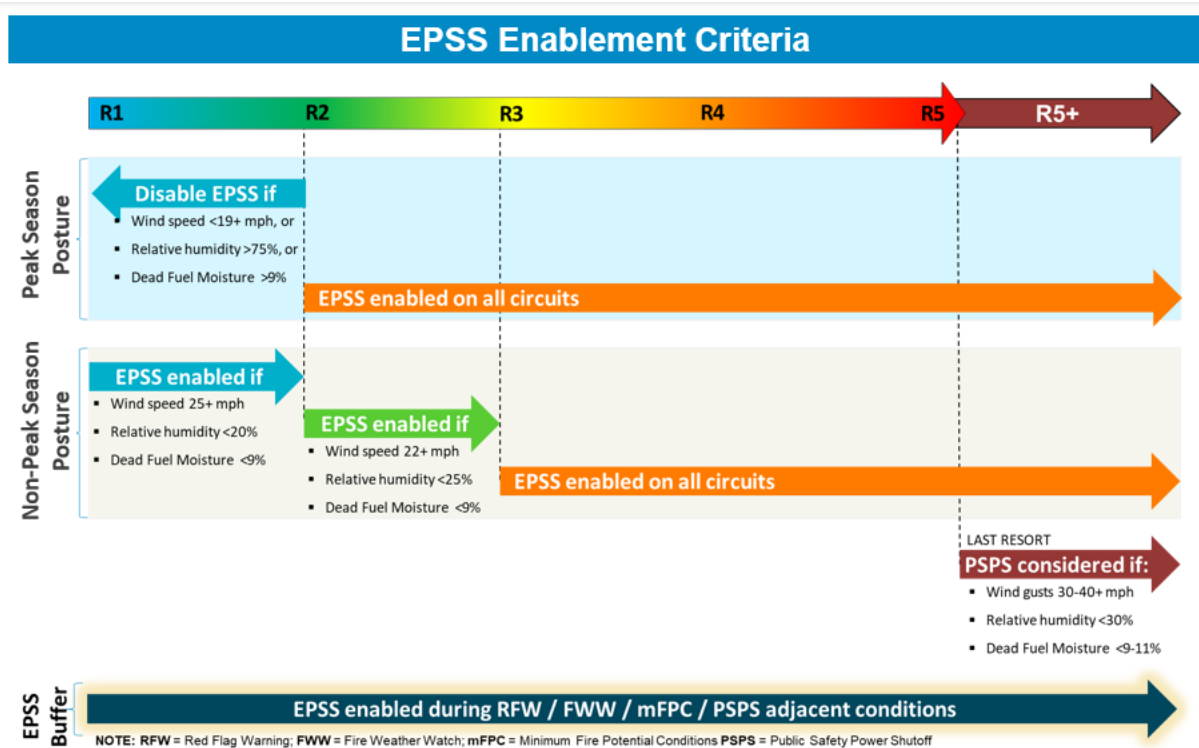 EPSS Enablement Criteria
R1 R2 R3 R4 R5 R5+
Peak Season
Posture
Disable EPSS if
▪ Wind speed <19+ mph, or
▪ Relative humidity >75%, or
▪ Dead Fuel Moisture >9%
EPSS enabled on all circuits
Non-Peak Season
Posture
EPSS enabled if
▪ Wind speed 25+ mph
▪ Relative humidity <20%
▪ Dead Fuel Moisture <9%
EPSS enabled if
▪ Wind speed 22+ mph
▪ Relative humidity <25%
▪ Dead Fuel Moisture <9%
EPSS enabled on all circuits
LAST RESORT
PSPS considered if:
▪ Wind gusts 30-40+ mph
▪ Relative humidity <30%
▪ Dead Fuel Moisture <9-11%
EPSS
Buffer
EPSS enabled during RFW / FWW / mFPC / PSPS adjacent conditions
NOTE: RFW = Red Flag Warning; FWW = Fire Weather Watch; mFPC = Minimum Fire Potential Conditions PSPS = Public Safety Power Shutoff